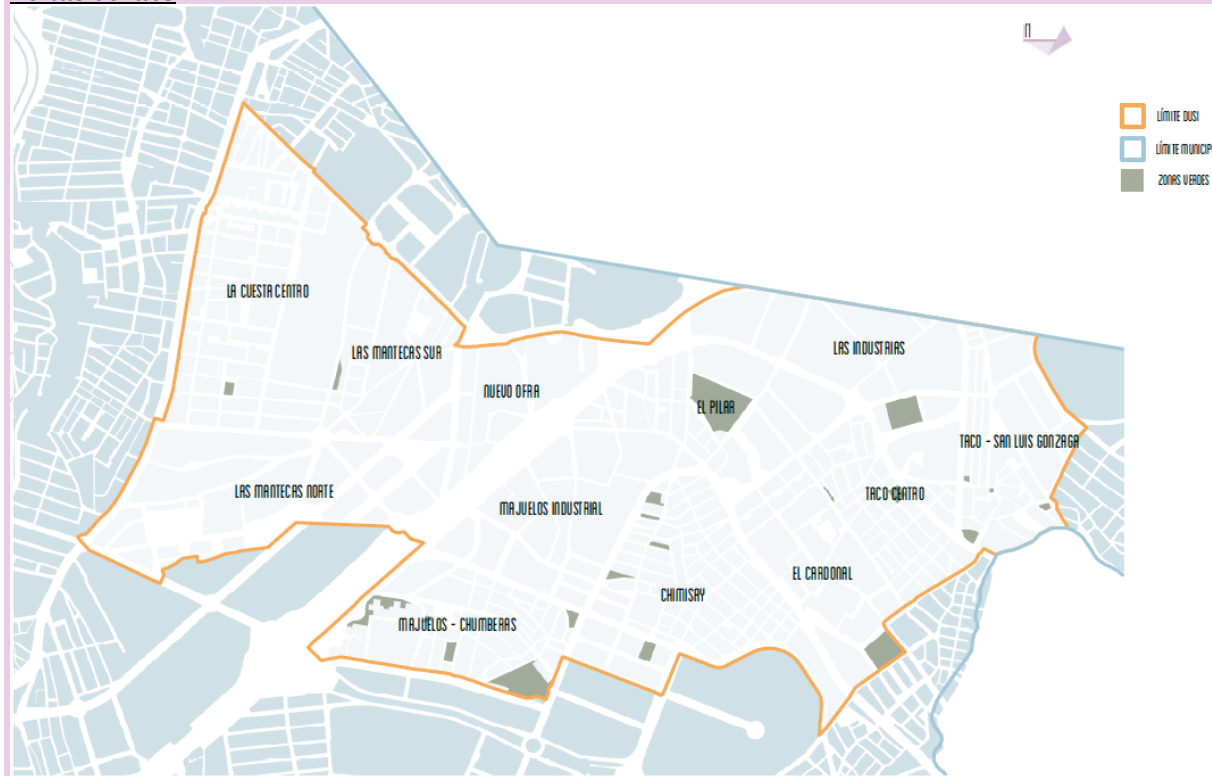 n
LÍMITE DUSI
LÍMITE MUNICIP
ZONAS VERDES
LA CUESTA CENTRO
LAS MANTECAS SUR
LAS INDUSTRIAS
NUEVO OFRA
EL PILAR
TACO - SAN LUIS GONZAGA
LAS MANTECAS NORTE
TACO CENTRO
MAJUELOS INDUSTRIAL
EL CARDONAL
CHIMISAY
MAJUELOS - CHUMBERAS